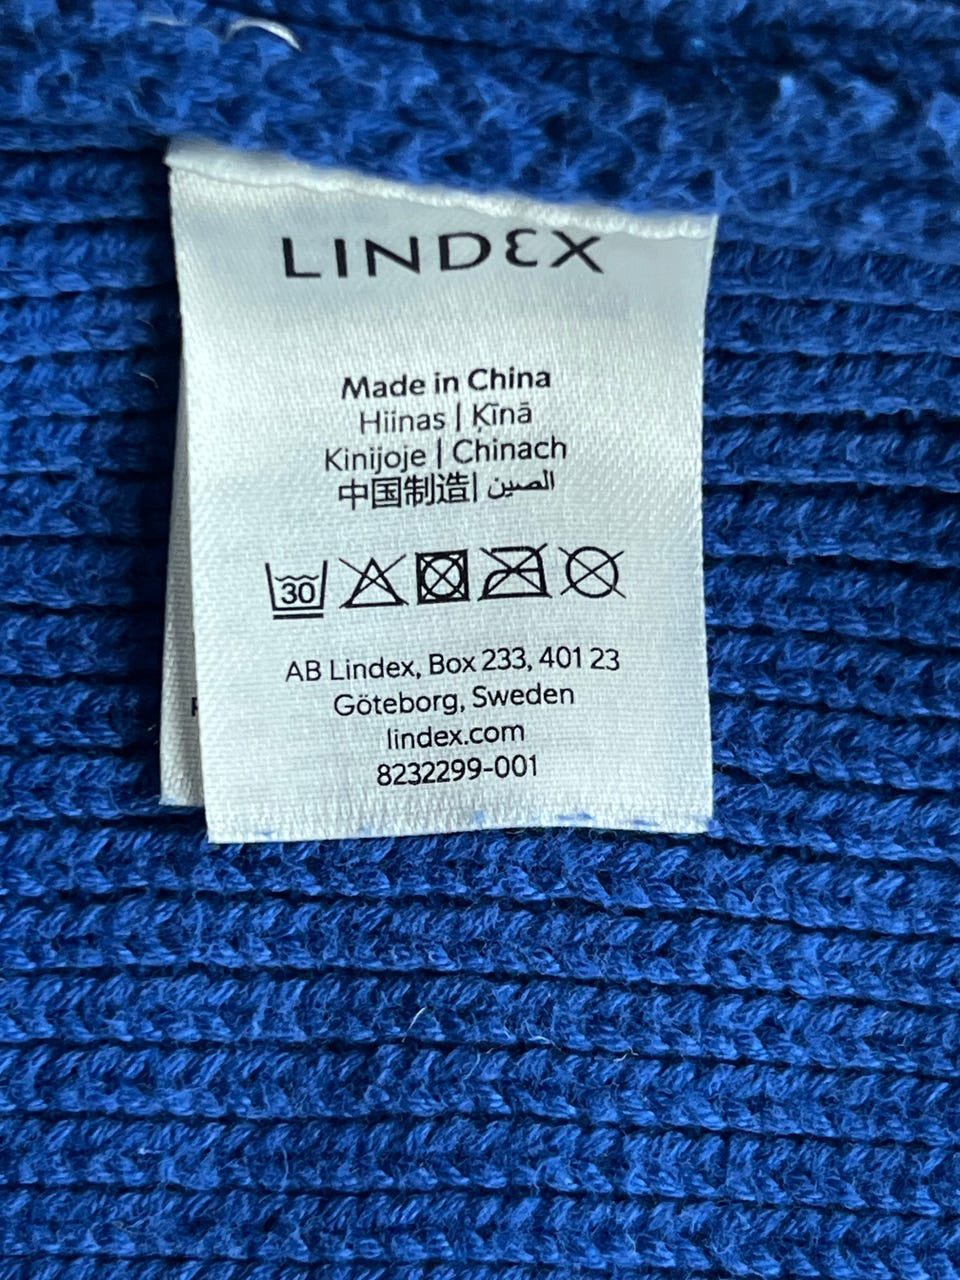 LINDEX
Made in China
Hiinas | Ķīnā
Kinijoje | Chinach
中国制造| الصين
30
AB Lindex, Box 233, 401 23
Göteborg, Sweden
lindex.com
8232299-001